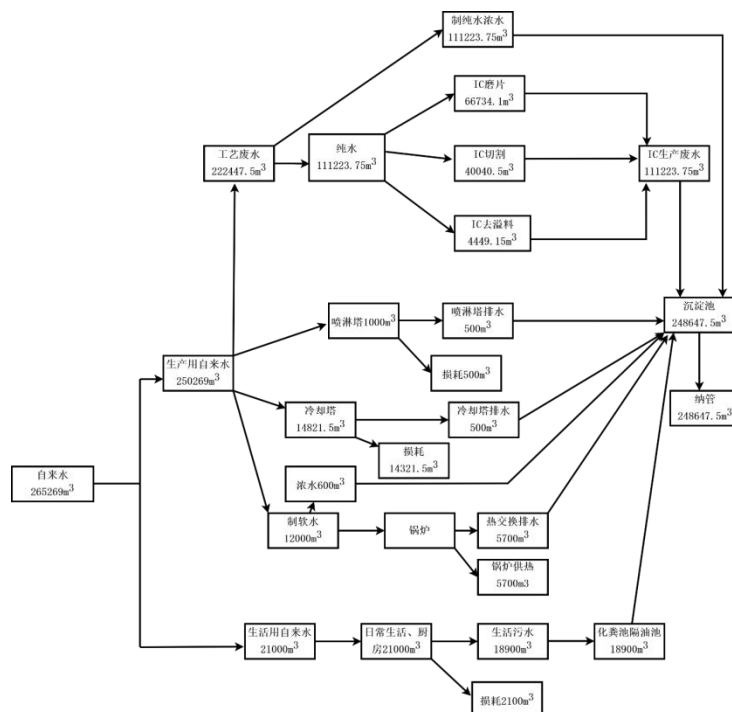 制纯水浓水
111223.75m³
IC磨片
66734.1m³
工艺废水
222447.5m³
纯水
111223.75m³
IC切割
40040.5m³
IC生产废水
111223.75m³
IC去溢料
4449.15m³
喷淋塔1000m³
喷淋塔排水
500m³
沉淀池
248647.5m³
生产用自来水
250269m³
损耗500m³
冷却塔
14821.5m³
冷却塔排水
500m³
纳管
248647.5m³
损耗
14321.5m³
自来水
265269m³
浓水600m³
制软水
12000m³
锅炉
热交换排水
5700m³
锅炉供热
5700m3
生活用自来水
21000m³
日常生活、厨
房21000m³
生活污水
18900m³
化粪池隔油池
18900m³
损耗2100m³